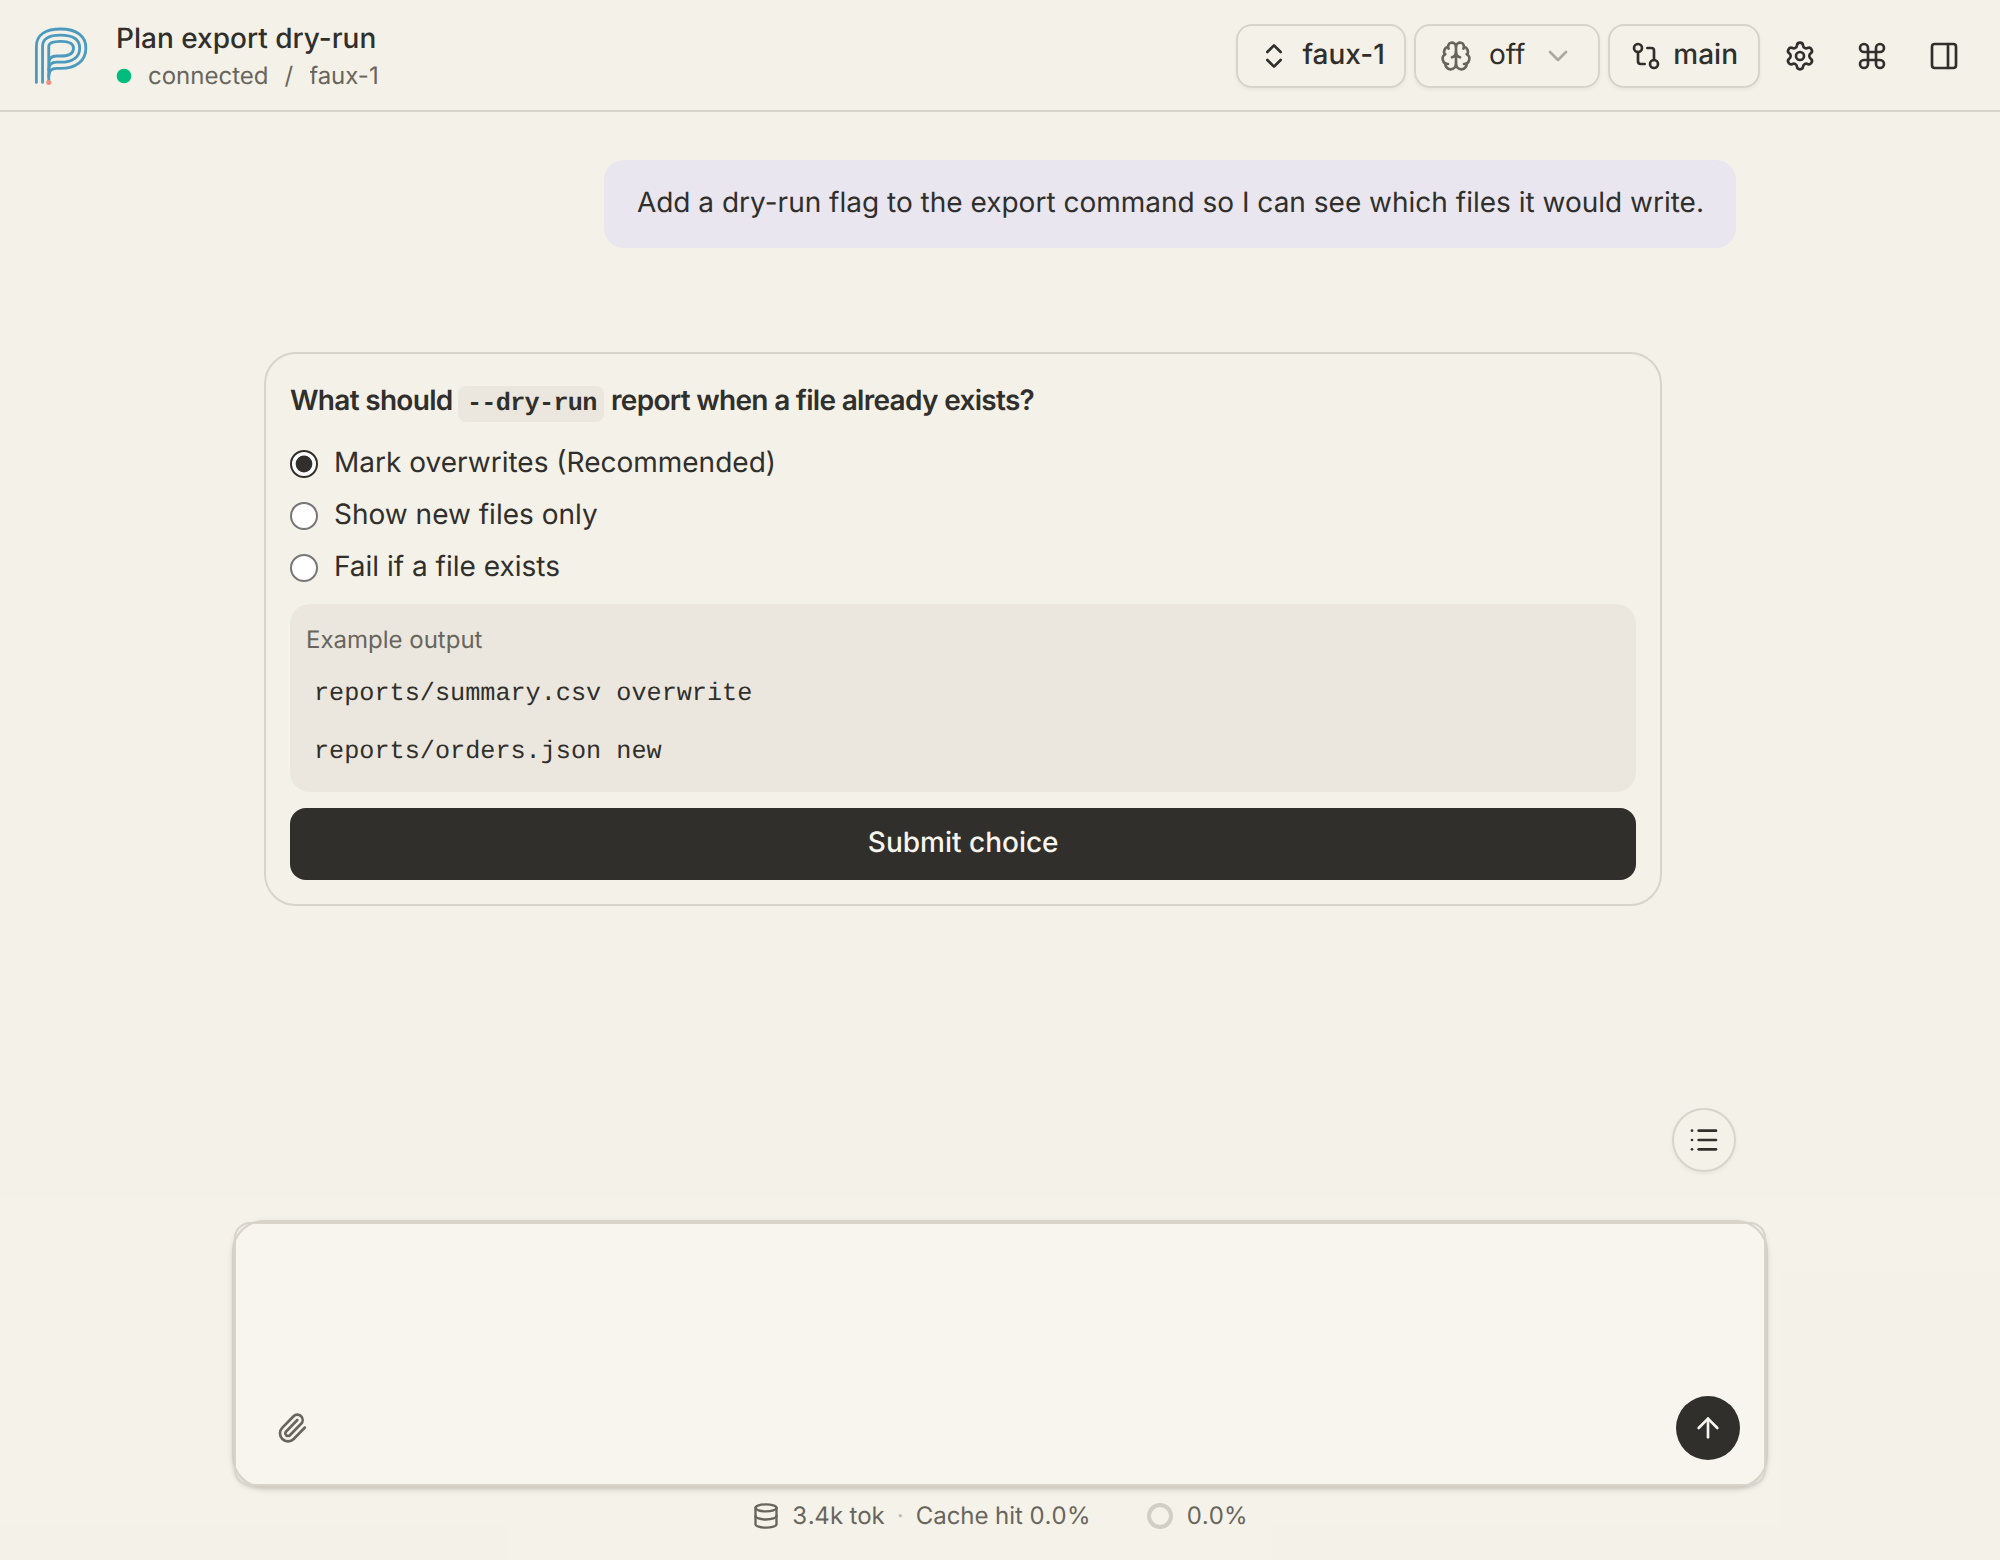 Plan export dry-run
connected / faux-1
faux-1
off
main
Add a dry-run flag to the export command so I can see which files it would write.
What should --dry-run report when a file already exists?
Mark overwrites (Recommended)
Show new files only
Fail if a file exists
Example output
reports/summary.csv overwrite
reports/orders.json new
Submit choice
3.4k tok · Cache hit 0.0%
0.0%